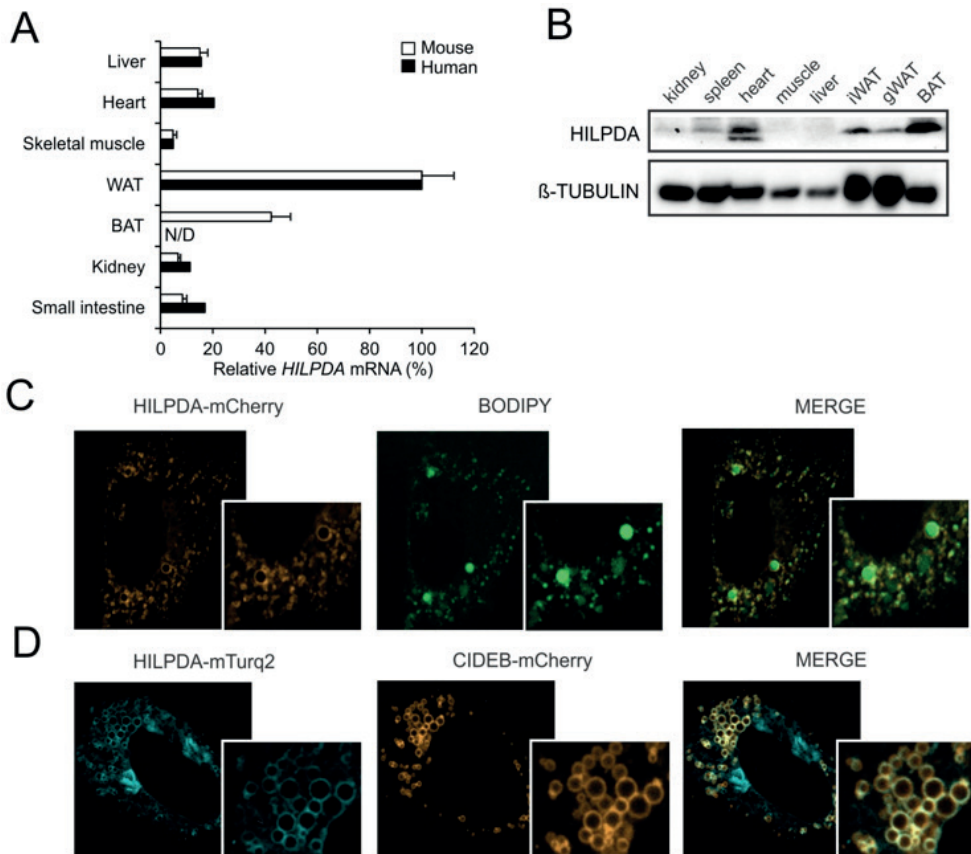 A
Mouse
Human
Liver
Heart
Skeletal muscle
WAT
BAT
N/D
Kidney
Small intestine
0 20 40 60 80 100 120
Relative HILPDA mRNA (%)
B
kidney spleen heart muscle liver iWAT gWAT BAT
HILPDA
ß-TUBULIN
C
HILPDA-mCherry BODIPY MERGE
D
HILPDA-mTurq2 CIDEB-mCherry MERGE